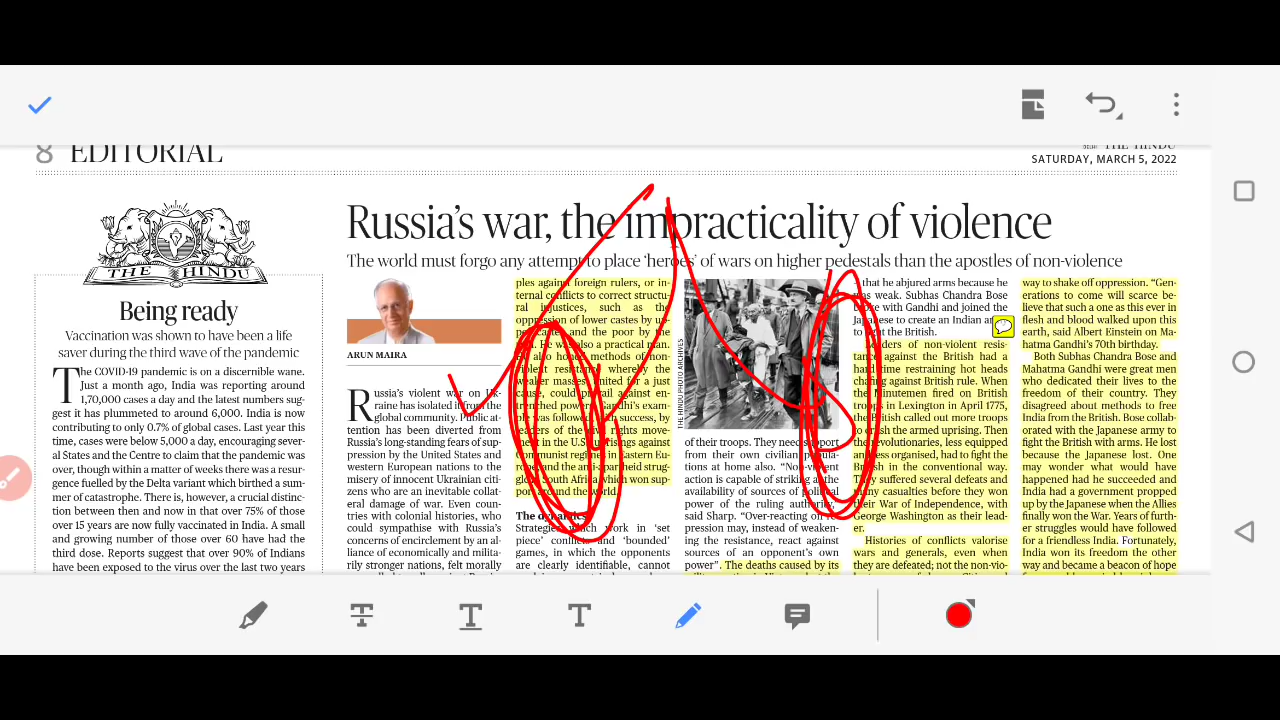 8 EDITORIAL
THE HINDU
SATURDAY, MARCH 5, 2022
THE HINDU
Being ready
Vaccination was shown to have been a life
saver during the third wave of the pandemic
The COVID-19 pandemic is on a discernible wane.
Just a month ago, India was reporting around
1,70,000 cases a day and the latest numbers sug-
gest it has plummeted to around 6,000. India is now
contributing to only 0.7% of global cases. Last year this
time, cases were below 5,000 a day, encouraging sever-
al States and the Centre to claim that the pandemic was
over, though within a matter of weeks there was a resur-
gence fuelled by the Delta variant which birthed a sum-
mer of catastrophe. There is, however, a crucial distinc-
tion between then and now in that over 75% of those
over 15 years are now fully vaccinated in India. A small
and growing number of those over 60 have had the
third dose. Reports suggest that over 90% of Indians
have been exposed to the virus over the last two years
Russia's war, the impracticality of violence
The world must forgo any attempt to place 'heroes' of wars on higher pedestals than the apostles of non-violence
ARUN MAIRA
Russia's violent war on Uk-
raine has isolated it from the
global community. Public at-
tention has been diverted from
Russia's long-standing fears of sup-
pression by the United States and
western European nations to the
misery of innocent Ukrainian citi-
zens who are an inevitable collat-
eral damage of war. Even coun-
tries with colonial histories, who
could sympathise with Russia's
concerns of encirclement by an al-
liance of economically and milita-
rily stronger nations, felt morally
ples against foreign rulers, or in-
ternal conflicts to correct structu-
ral injustices, such as the
oppression of lower castes by up-
per castes, and the poor by the
He was also a practical man.
He also honed methods of non-
violent resistance whereby the
weaker masses, united for a just
cause, could prevail against en-
trenched powers. Gandhi's exam-
ple was followed with success, by
leaders of the civil rights move-
ment in the U.S., uprisings against
Communist regimes in Eastern Eu-
rope, and the anti-apartheid strug-
gle in South Africa, which won sup-
port around the world.
The dynamics
Strategies which work in 'set
piece' conflicts and 'bounded'
games, in which the opponents
are clearly identifiable, cannot
THE HINDU PHOTO ARCHIVES
of their troops. They need support
from their own civilian popula-
tions at home also. "Non-violent
action is capable of striking at the
availability of sources of political
power of the ruling authority,"
said Sharp. "Over-reacting on re-
pression may, instead of weaken-
ing the resistance, react against
sources of an opponent's own
power". The deaths caused by its
that he abjured arms because he
was weak. Subhas Chandra Bose
broke with Gandhi and joined the
Japanese to create an Indian
to fight the British.
Leaders of non-violent resis-
tance against the British had a
hard time restraining hot heads
chafing against British rule. When
the Minutemen fired on British
troops in Lexington in April 1775,
the British called out more troops
to crush the armed uprising. Then
the revolutionaries, less equipped
and less organised, had to fight the
British in the conventional way.
They suffered several defeats and
many casualties before they won
their War of Independence, with
George Washington as their lead-
er.
Histories of conflicts valorise
wars and generals, even when
they are defeated; not the non-vio-
way to shake off oppression. "Gen-
erations to come will scarce be-
lieve that such a one as this ever in
flesh and blood walked upon this
earth, said Albert Einstein on Ma-
hatma Gandhi's 70th birthday.
Both Subhas Chandra Bose and
Mahatma Gandhi were great men
who dedicated their lives to the
freedom of their country. They
disagreed about methods to free
India from the British. Bose collab-
orated with the Japanese army to
fight the British with arms. He lost
because the Japanese lost. One
may wonder what would have
happened had he succeeded and
India had a government propped
up by the Japanese when the Allies
finally won the War. Years of furth-
er struggles would have followed
for a friendless India. Fortunately,
India won its freedom the other
way and became a beacon of hope